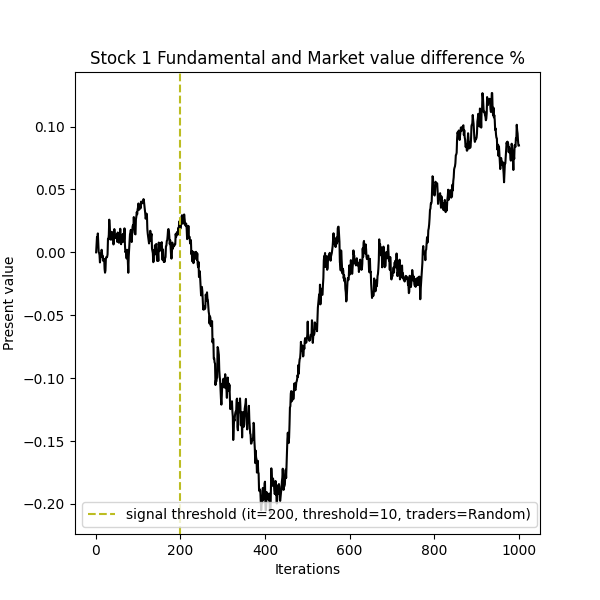 Stock 1 Fundamental and Market value difference %
Present value
0.10
0.05
0.00
−0.05
−0.10
−0.15
−0.20
signal threshold (it=200, threshold=10, traders=Random)
0 200 400 600 800 1000
Iterations